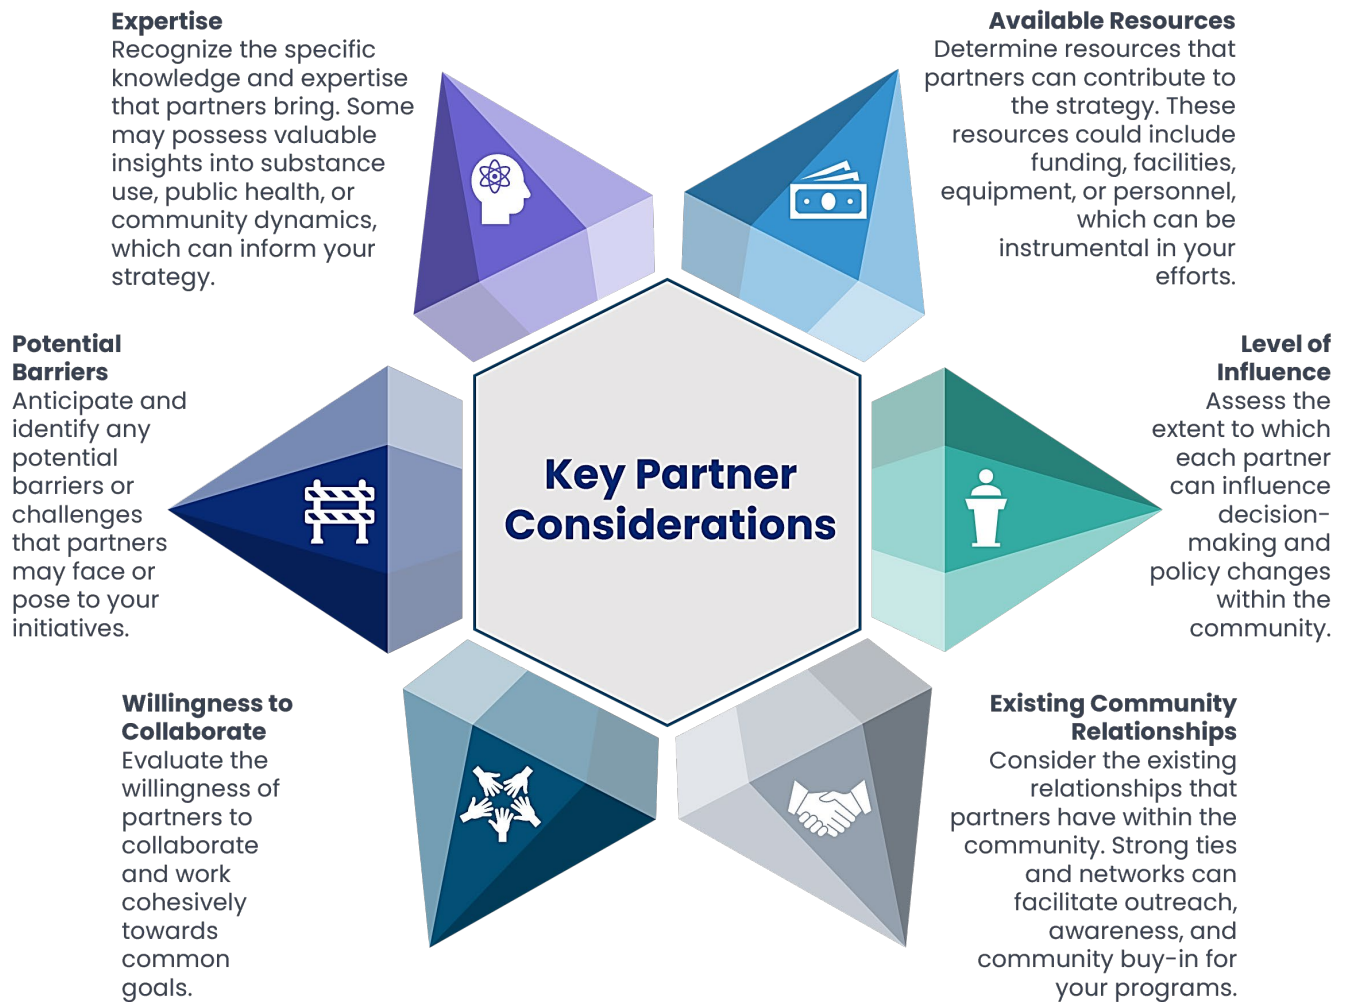 Expertise
Recognize the specific
knowledge and expertise
that partners bring. Some
may possess valuable
insights into substance
use, public health, or
community dynamics,
which can inform your
strategy.
Available Resources
Determine resources that
partners can contribute to
the strategy. These
resources could include
funding, facilities,
equipment, or personnel,
which can be
instrumental in your
efforts.
Potential
Barriers
Anticipate and
identify any
potential
barriers or
challenges
that partners
may face or
pose to your
initiatives.
Key Partner
Considerations
Level of
Influence
Assess the
extent to which
each partner
can influence
decision-
making and
policy changes
within the
community.
Willingness to
Collaborate
Evaluate the
willingness of
partners to
collaborate
and work
cohesively
towards
common
goals.
Existing Community
Relationships
Consider the existing
relationships that
partners have within the
community. Strong ties
and networks can
facilitate outreach,
awareness, and
community buy-in for
your programs.